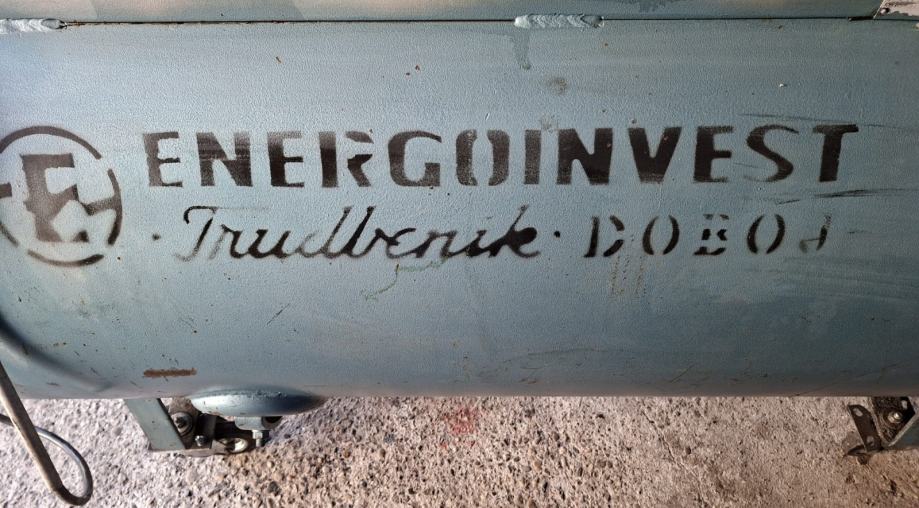 ENERGOINVEST
·Trudbenik· DOBOJ